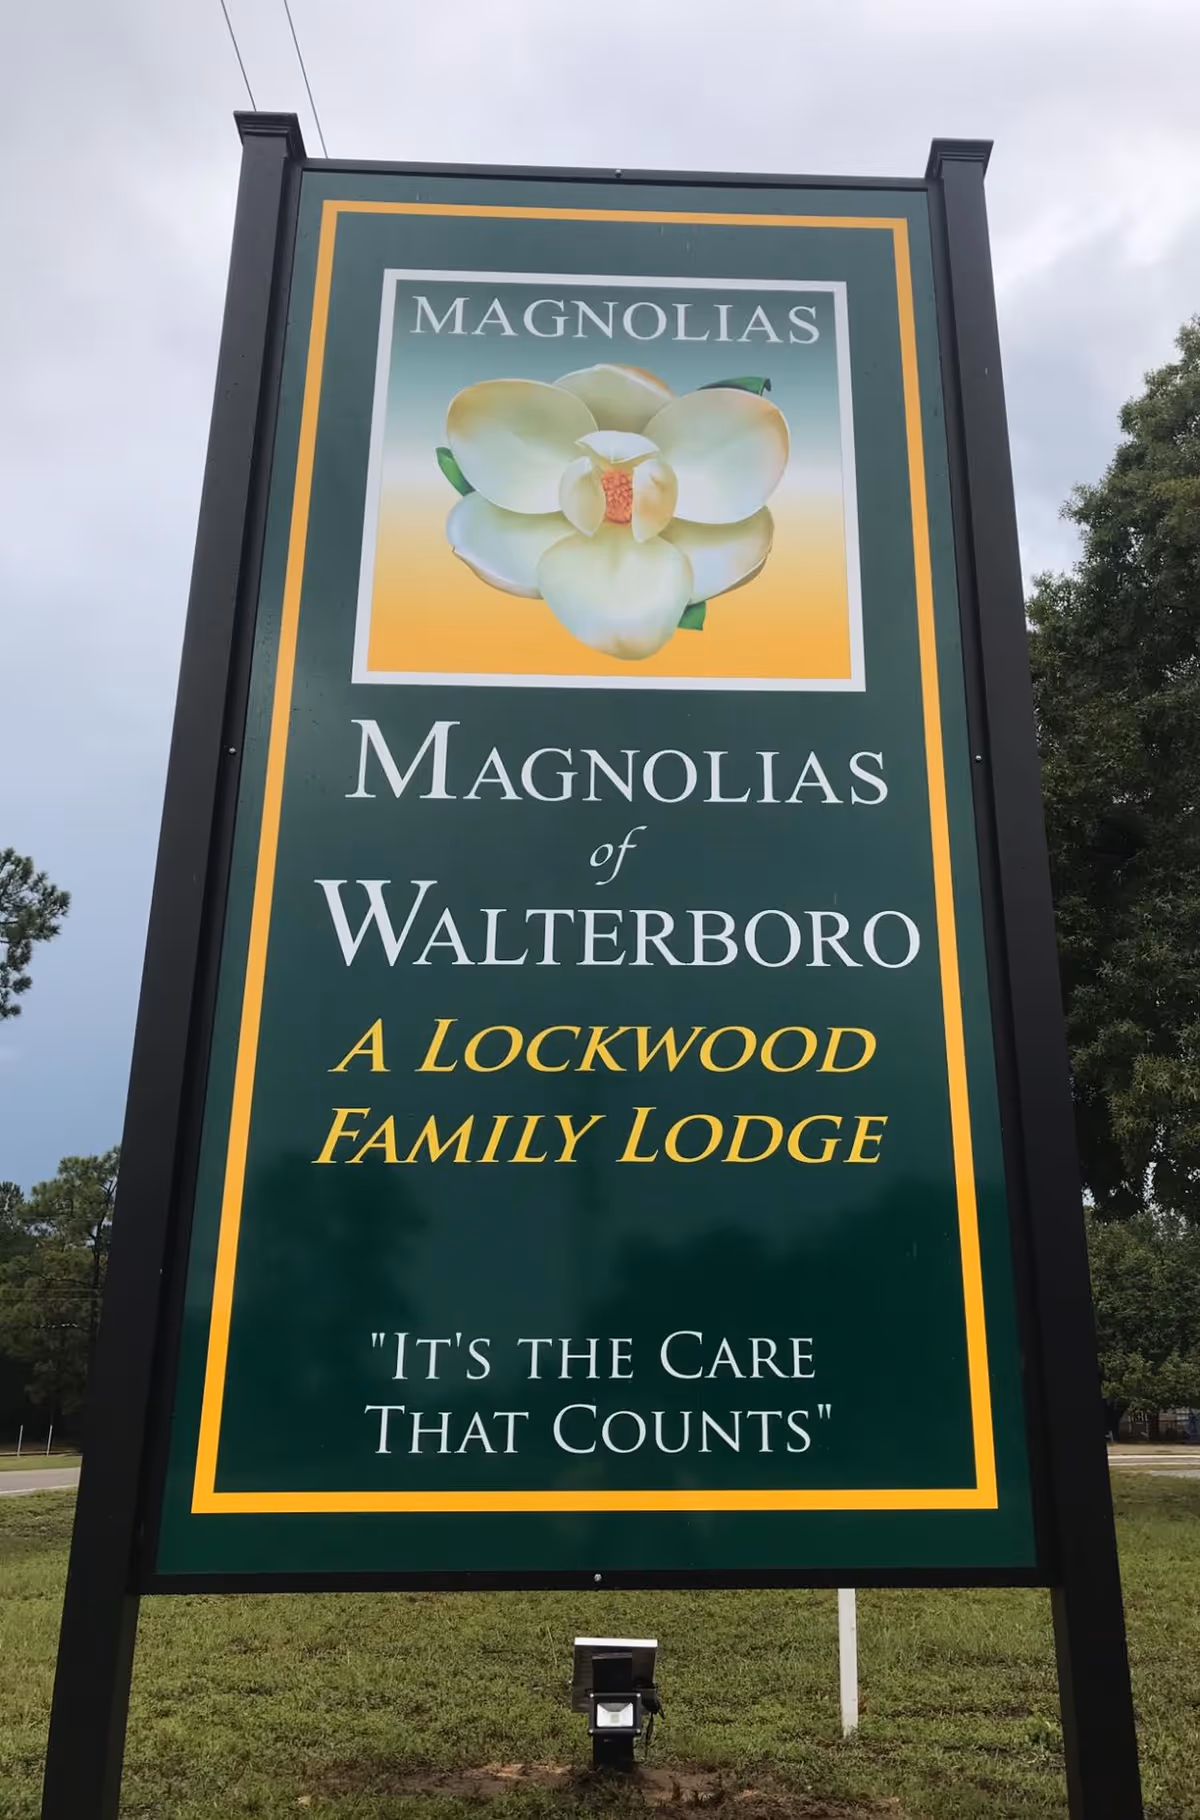 MAGNOLIAS
MAGNOLIAS
of
WALTERBORO
A LOCKWOOD
FAMILY LODGE
"IT'S THE CARE
THAT COUNTS"